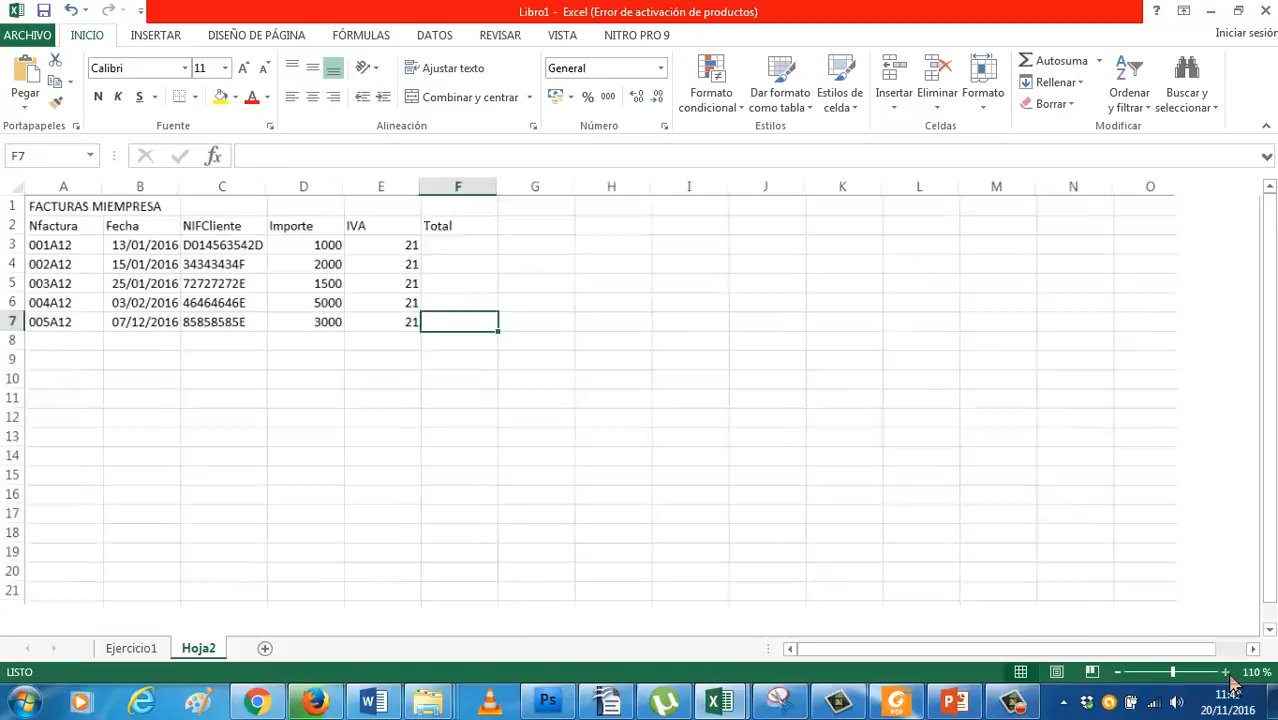 Libro1 - Excel (Error de activación de productos)
ARCHIVO INICIO INSERTAR DISEÑO DE PÁGINA FÓRMULAS DATOS REVISAR VISTA NITRO PRO 9 Iniciar sesión
Pegar
Calibri 11
N K S
Ajustar texto
Combinar y centrar
General
% 000
Formato condicional
Dar formato como tabla
Estilos de celda
Insertar
Eliminar
Formato
Autosuma
Rellenar
Borrar
Ordenar y filtrar
Buscar y seleccionar
Portapapeles Fuente Alineación Número Estilos Celdas Modificar
F7 fx
A B C D E F G H I J K L M N O
1 FACTURAS MIEMPRESA
2 Nfactura Fecha NIFCliente Importe IVA Total
3 001A12 13/01/2016 D014563542D 1000 21
4 002A12 15/01/2016 34343434F 2000 21
5 003A12 25/01/2016 72727272E 1500 21
6 004A12 03/02/2016 46464646E 5000 21
7 005A12 07/12/2016 85858585E 3000 21
8
9
10
11
12
13
14
15
16
17
18
19
20
21
Ejercicio1 Hoja2
LISTO 110 %
20/11/2016